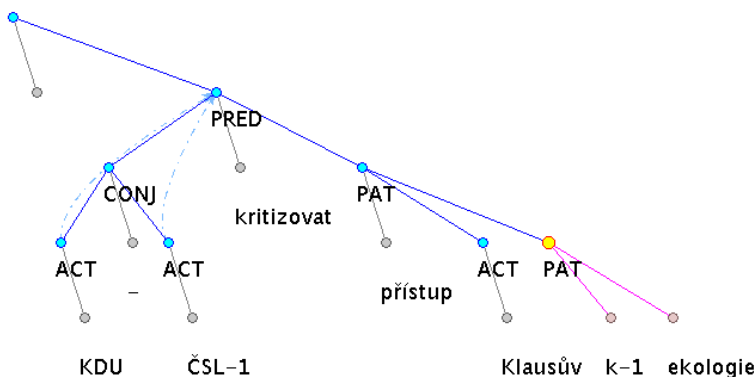 PRED
CONJ PAT
kritizovat
ACT ACT ACT PAT
– přístup
KDU ČSL–1 Klausův k–1 ekologie